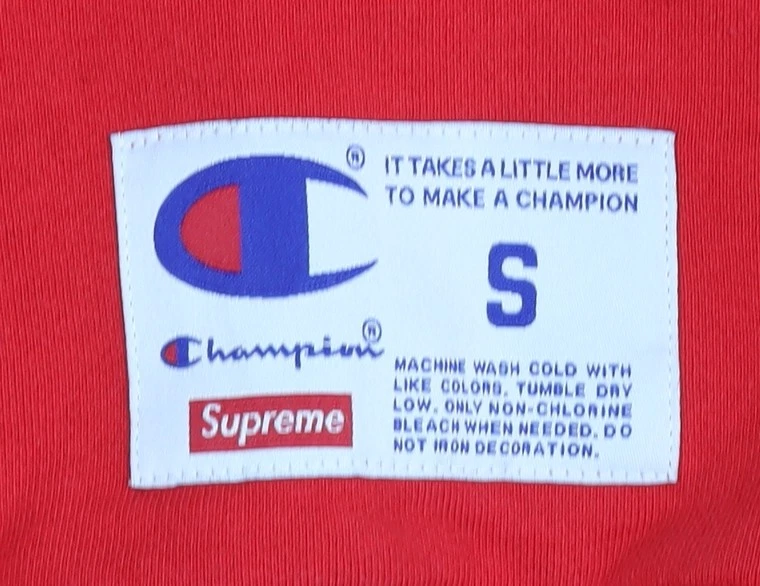 ®
IT TAKES A LITTLE MORE
TO MAKE A CHAMPION
S
Champion®
Supreme
MACHINE WASH COLD WITH
LIKE COLORS. TUMBLE DRY
LOW. ONLY NON-CHLORINE
BLEACH WHEN NEEDED. DO
NOT IRON DECORATION.